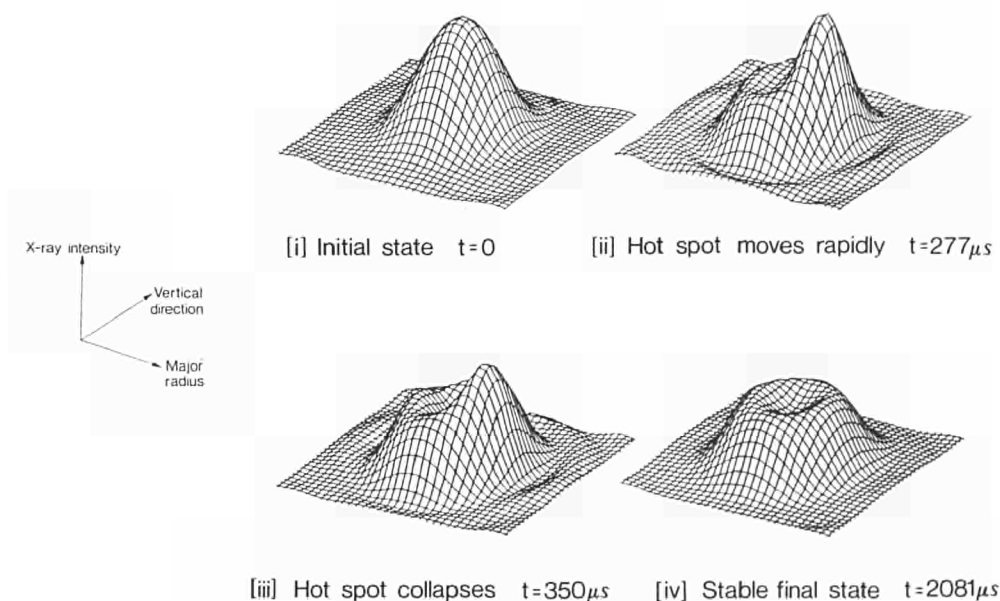 [i] Initial state t=0
[ii] Hot spot moves rapidly t=277μs
X-ray intensity
Vertical
direction
Major
radius
[iii] Hot spot collapses t=350μs
[iv] Stable final state t=2081μs